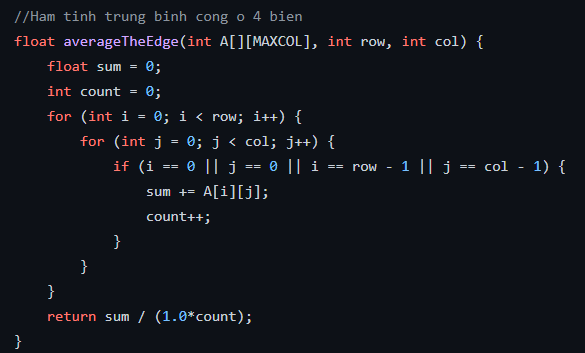 //Ham tinh trung binh cong o 4 bien
float averageTheEdge(int A[][MAXCOL], int row, int col) {
    float sum = 0;
    int count = 0;
    for (int i = 0; i < row; i++) {
        for (int j = 0; j < col; j++) {
            if (i == 0 || j == 0 || i == row - 1 || j == col - 1) {
                sum += A[i][j];
                count++;
            }
        }
    }
    return sum / (1.0*count);
}